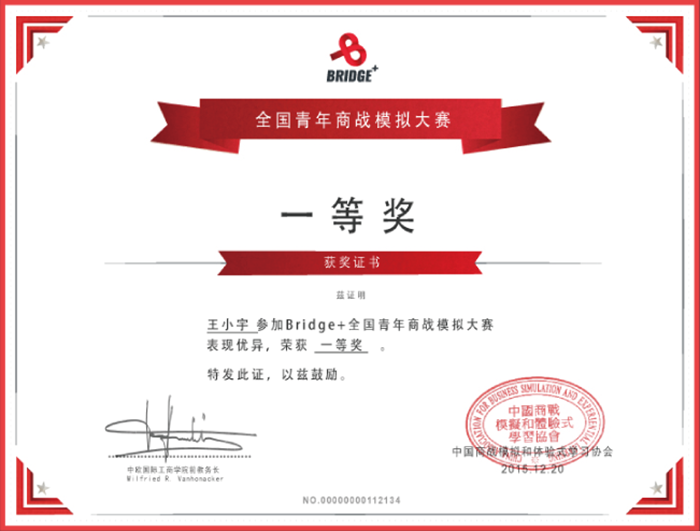 BRIDGE+
全国青年商战模拟大赛
一等奖
获奖证书
兹证明
王小宇 参加Bridge+全国青年商战模拟大赛
表现优异，荣获 一等奖 。
特发此证，以兹鼓励。
中欧国际工商学院前教务长
Wilfried R. Vanhonacker
FOR BUSINESS SIMULATION AND EXPERIENTIAL
中國商戰
模擬和體驗式
學習協會
中国商战模拟和体验式学习协会
2015.12.20
NO.00000000112134